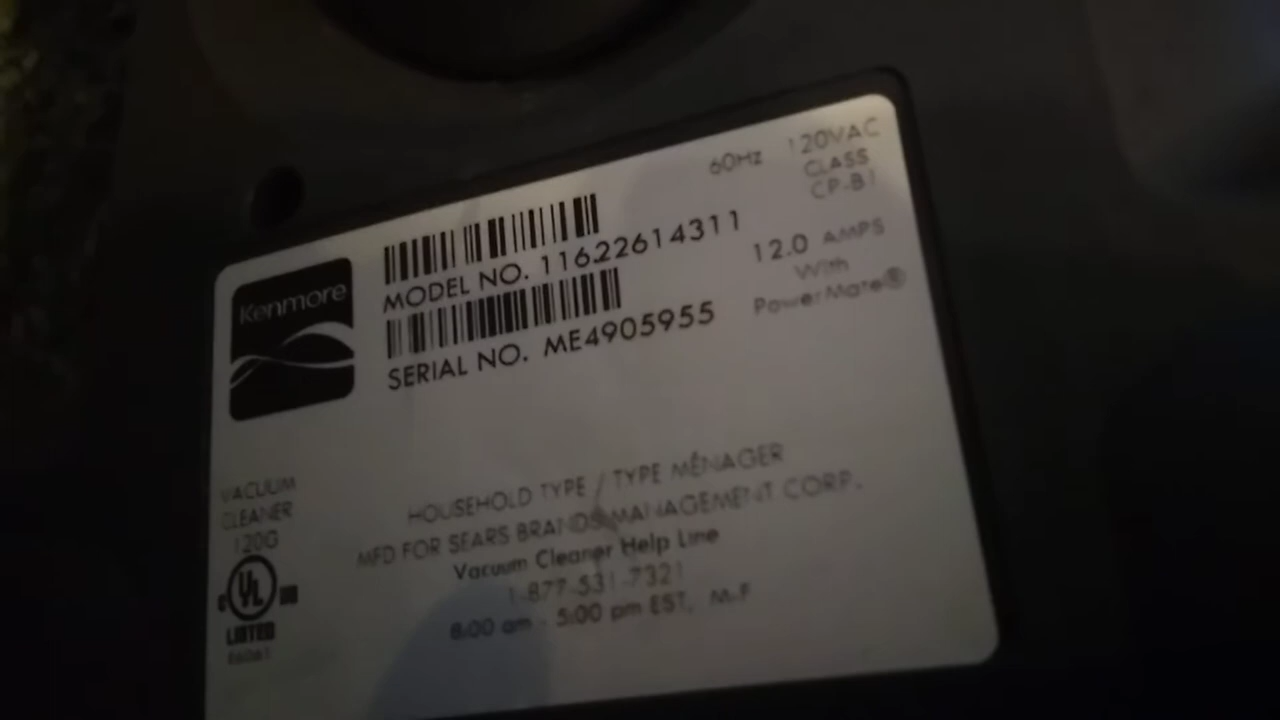 60Hz 120VAC
CLASS
CP-B1
Kenmore
MODEL NO. 11622614311
12.0 AMPS
With
PowerMate®
SERIAL NO. ME4905955
VACUUM
CLEANER
120G
UL
LISTED
HOUSEHOLD TYPE / TYPE MÉNAGER
MFD FOR SEARS BRANDS MANAGEMENT CORP.
Vacuum Cleaner Help Line
1-877-531-7321
8:00 am - 5:00 pm EST, M-F